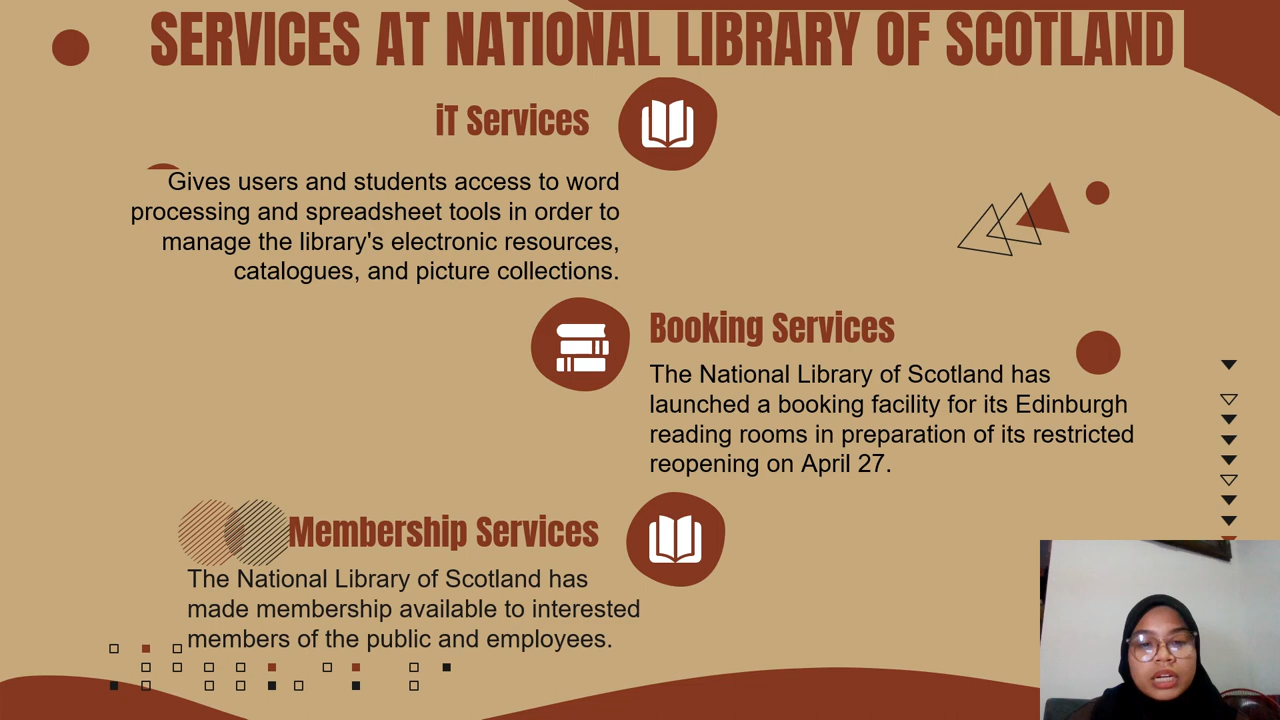 SERVICES AT NATIONAL LIBRARY OF SCOTLAND
iT Services
Gives users and students access to word
processing and spreadsheet tools in order to
manage the library's electronic resources,
catalogues, and picture collections.
Booking Services
The National Library of Scotland has
launched a booking facility for its Edinburgh
reading rooms in preparation of its restricted
reopening on April 27.
Membership Services
The National Library of Scotland has
made membership available to interested
members of the public and employees.